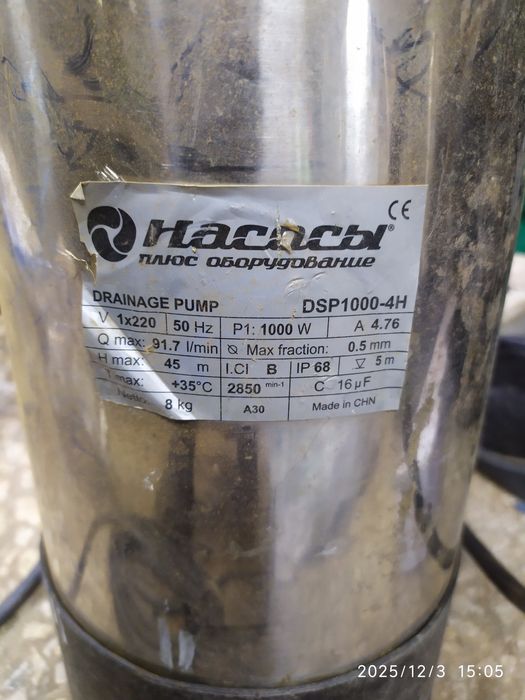 CE
Насосы®
плюс оборудование
DRAINAGE PUMP DSP1000-4H
V 1x220 50 Hz P1: 1000 W A 4.76
Q max: 91.7 l/min Max fraction: 0.5 mm
H max: 45 m I.Cl B IP 68 5 m
T max: +35°C 2850 min-1 C 16 µF
Netto: 8 kg A30 Made in CHN
2025/12/3 15:05